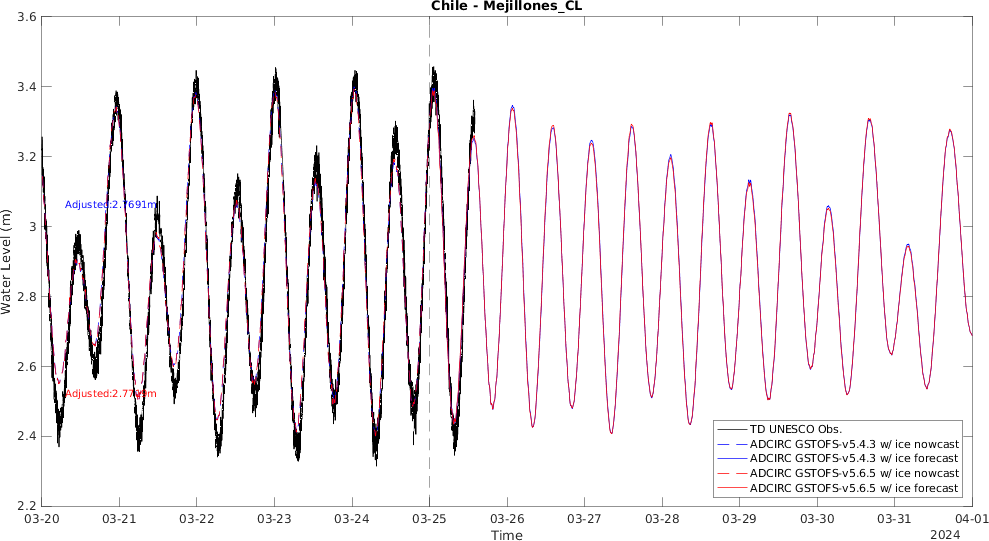 Chile - Mejillones_CL
3.6
3.4
3.2
3
2.8
2.6
2.4
2.2
Water Level (m)
Adjusted:2.7691m
TD UNESCO Obs.
ADCIRC GSTOFS-v5.4.3 w/ ice nowcast
ADCIRC GSTOFS-v5.4.3 w/ ice forecast
ADCIRC GSTOFS-v5.6.5 w/ ice nowcast
ADCIRC GSTOFS-v5.6.5 w/ ice forecast
03-20 03-21 03-22 03-23 03-24 03-25 03-26 03-27 03-28 03-29 03-30 03-31 04-01
Time
2024